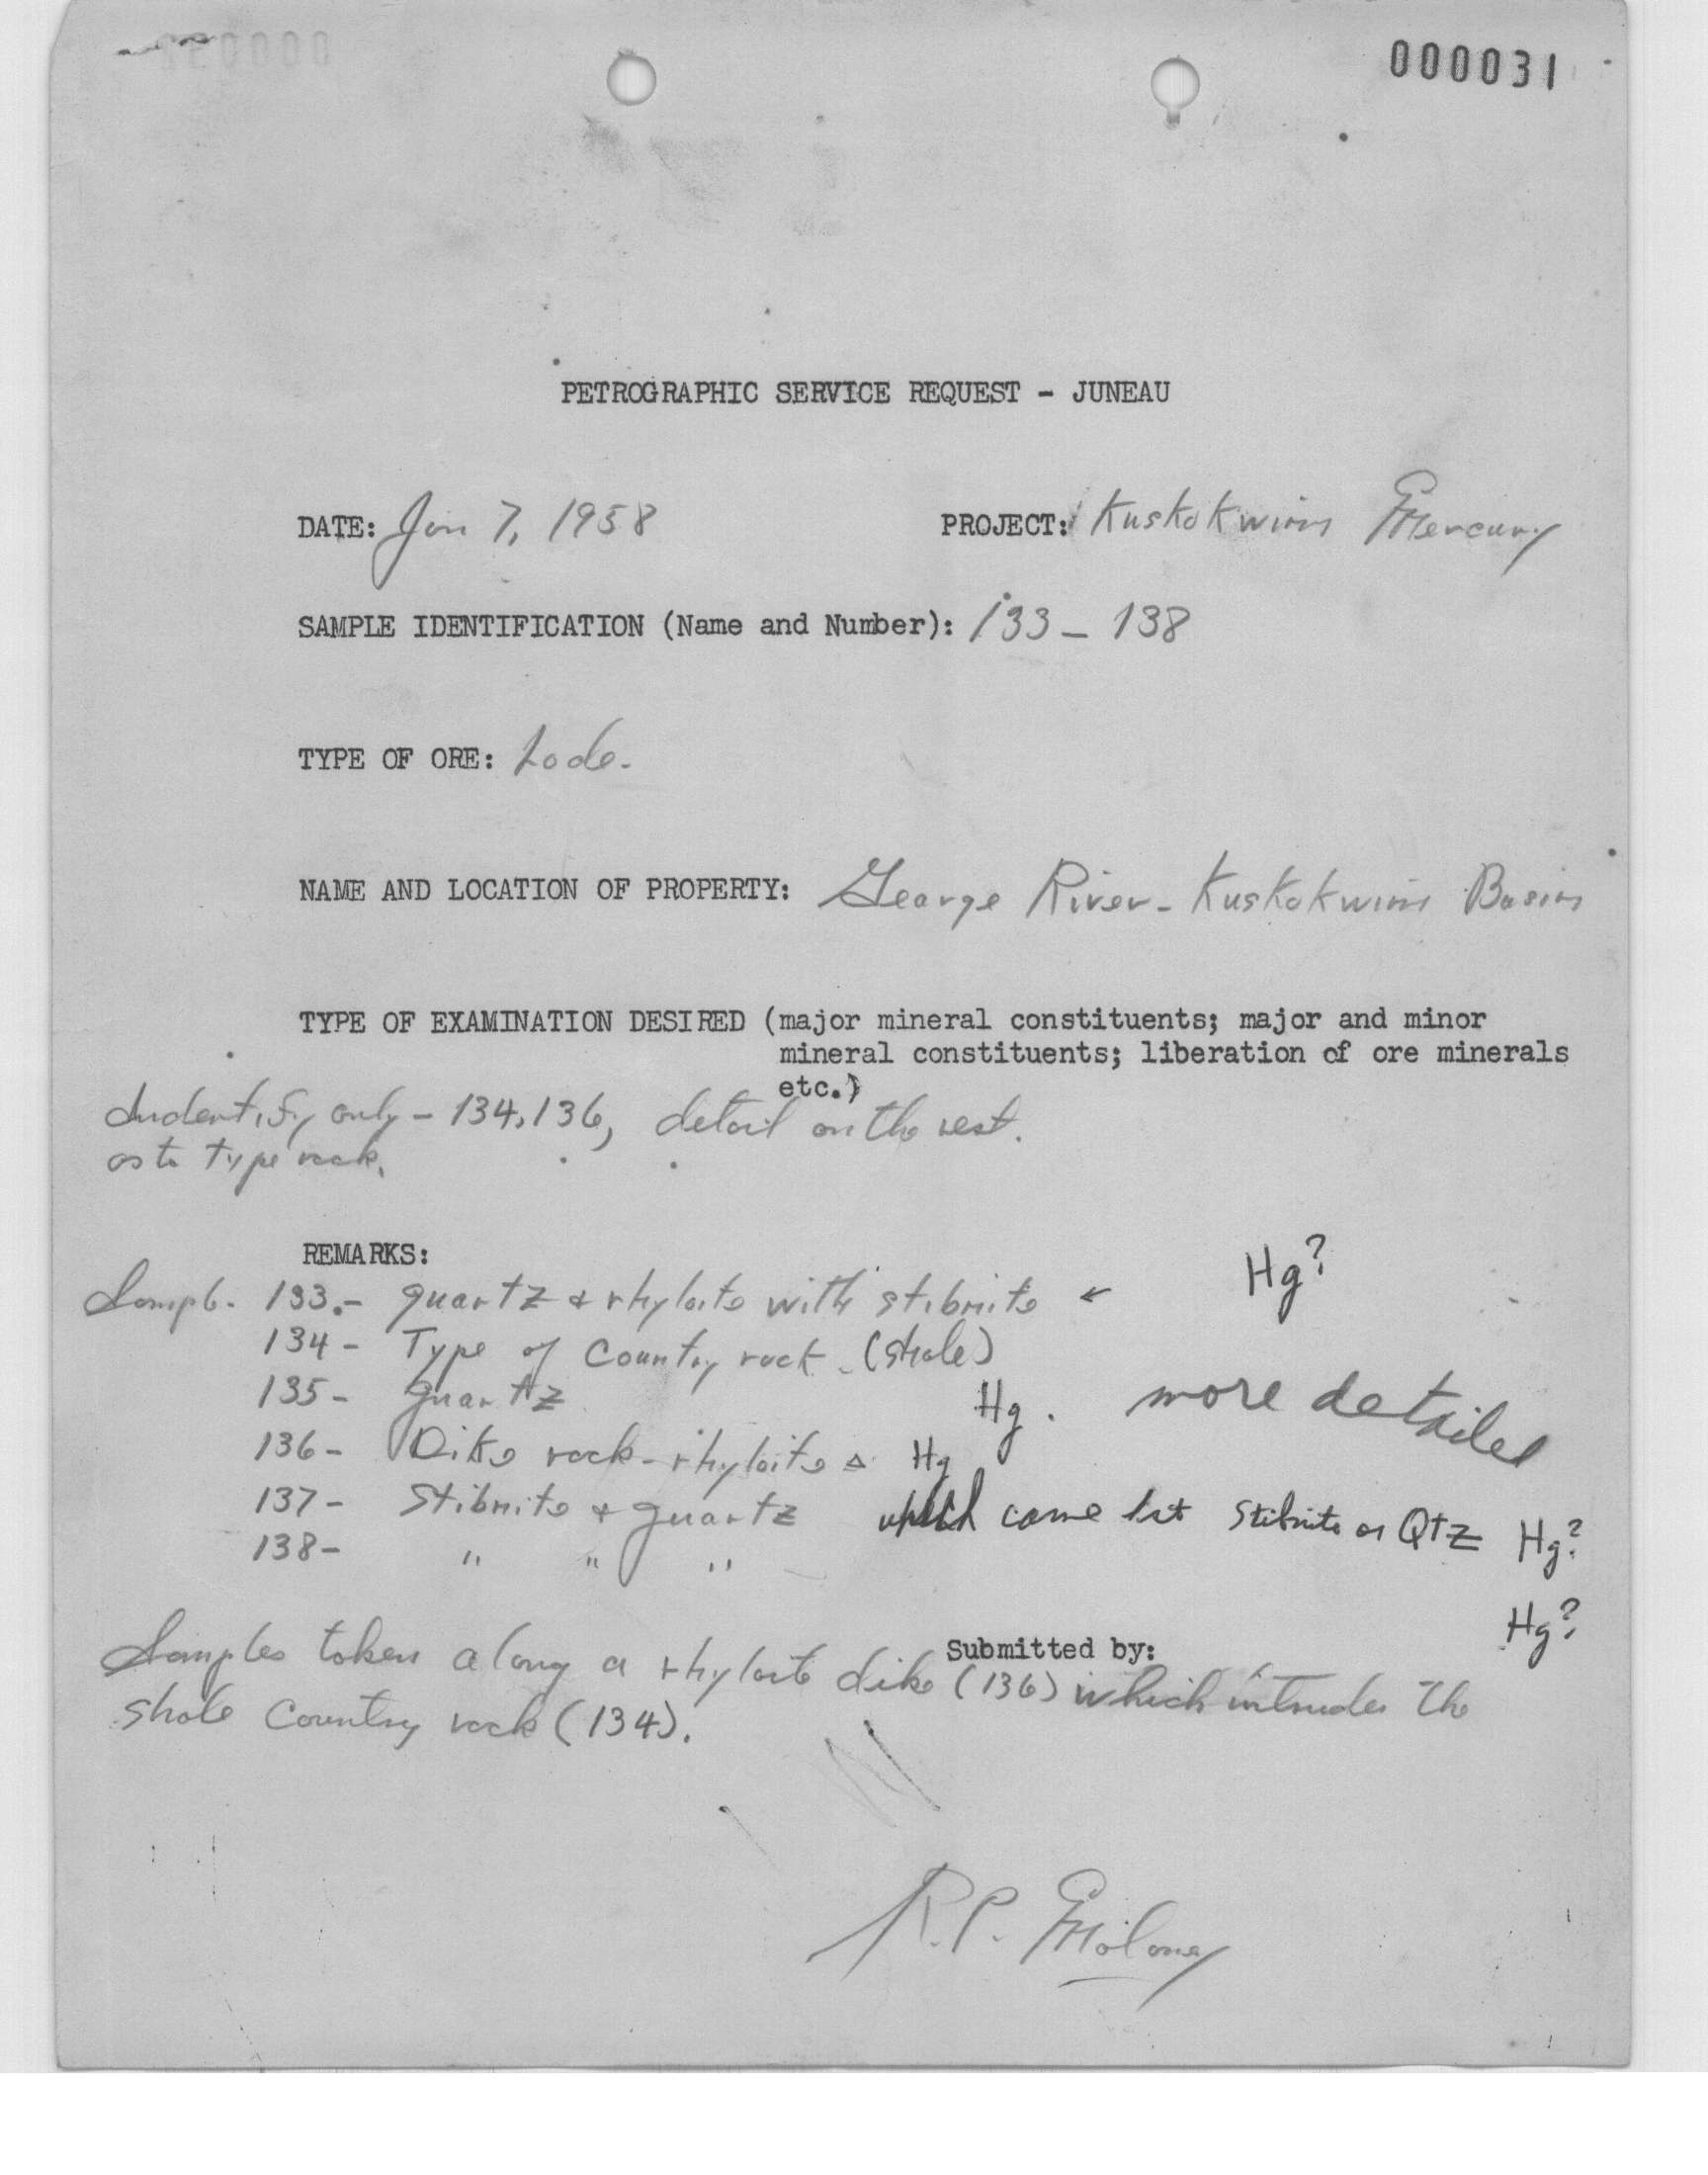 000031
PETROGRAPHIC SERVICE REQUEST - JUNEAU
DATE: Jan 7, 1958 PROJECT: Kuskokwim Mercury
SAMPLE IDENTIFICATION (Name and Number): 133 - 138
TYPE OF ORE: Lode.
NAME AND LOCATION OF PROPERTY: George River - Kuskokwim Basin
TYPE OF EXAMINATION DESIRED (major mineral constituents; major and minor
mineral constituents; liberation of ore minerals
etc.)
Indentify only - 134, 136, detail on the rest.
as to type rock.
REMARKS:
Hg?
Sample. 133.- quartz & rhyloite with stibnite
134 - Type of Country rock - (shale)
135 - quartz Hg. more detailed
136 - Dike rock - rhyloite Hg
137 - Stibnite & quartz which came 1st Stibnite or QTZ Hg?
138 - " " "
Hg?
Submitted by:
Samples taken along a rhyloite dike (136) which intrudes the
shale Country rock (134).
R.P. Maloney